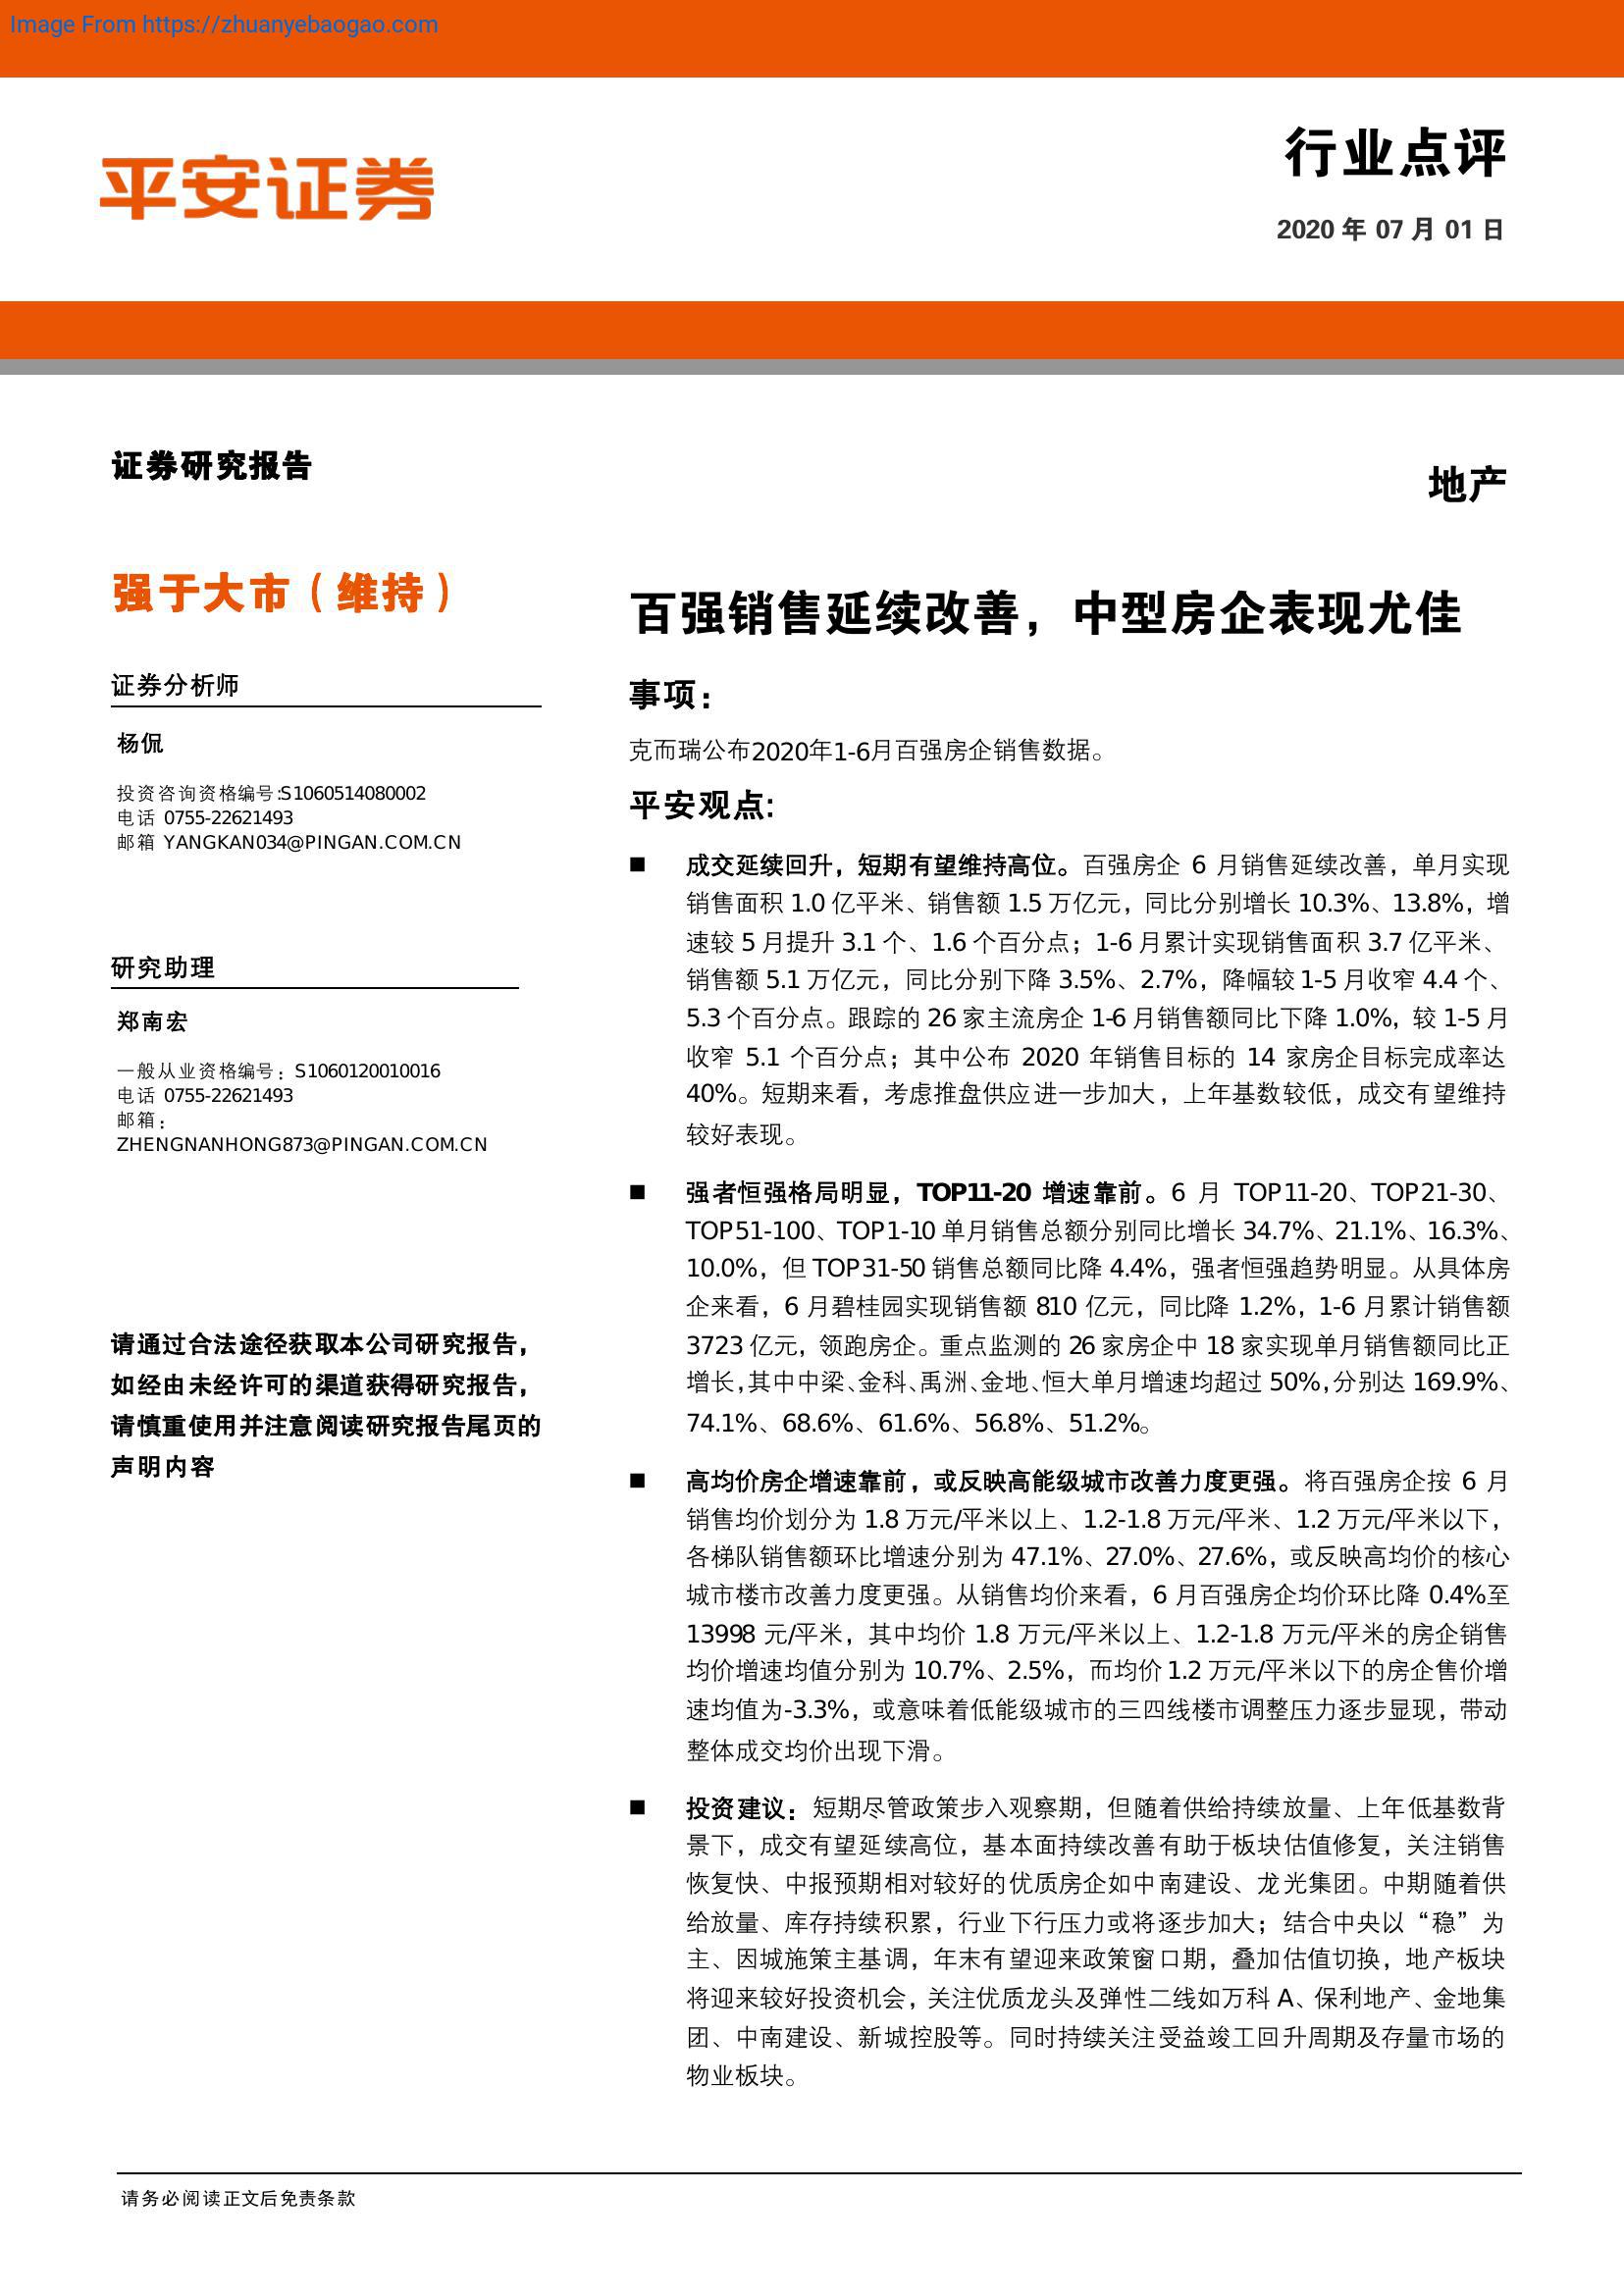 Image From https://zhuanyebaogao.com
平安证券
行业点评
2020 年 07 月 01 日
证券研究报告
地产
强于大市（维持）
证券分析师
杨侃
投资咨询资格编号:S1060514080002
电话 0755-22621493
邮箱 YANGKAN034@PINGAN.COM.CN
研究助理
郑南宏
一般从业资格编号：S1060120010016
电话 0755-22621493
邮箱：
ZHENGNANHONG873@PINGAN.COM.CN
请通过合法途径获取本公司研究报告，
如经由未经许可的渠道获得研究报告，
请慎重使用并注意阅读研究报告尾页的
声明内容
百强销售延续改善，中型房企表现尤佳
事项：
克而瑞公布2020年1-6月百强房企销售数据。
平安观点:
■ 成交延续回升，短期有望维持高位。百强房企 6 月销售延续改善，单月实现
销售面积 1.0 亿平米、销售额 1.5 万亿元，同比分别增长 10.3%、13.8%，增
速较 5 月提升 3.1 个、1.6 个百分点；1-6 月累计实现销售面积 3.7 亿平米、
销售额 5.1 万亿元，同比分别下降 3.5%、2.7%，降幅较 1-5 月收窄 4.4 个、
5.3 个百分点。跟踪的 26 家主流房企 1-6 月销售额同比下降 1.0%，较 1-5 月
收窄 5.1 个百分点；其中公布 2020 年销售目标的 14 家房企目标完成率达
40%。短期来看，考虑推盘供应进一步加大，上年基数较低，成交有望维持
较好表现。
■ 强者恒强格局明显，TOP11-20 增速靠前。6 月 TOP11-20、TOP21-30、
TOP51-100、TOP1-10 单月销售总额分别同比增长 34.7%、21.1%、16.3%、
10.0%，但 TOP31-50 销售总额同比降 4.4%，强者恒强趋势明显。从具体房
企来看，6 月碧桂园实现销售额 810 亿元，同比降 1.2%，1-6 月累计销售额
3723 亿元，领跑房企。重点监测的 26 家房企中 18 家实现单月销售额同比正
增长，其中中梁、金科、禹洲、金地、恒大单月增速均超过 50%，分别达 169.9%、
74.1%、68.6%、61.6%、56.8%、51.2%。
■ 高均价房企增速靠前，或反映高能级城市改善力度更强。将百强房企按 6 月
销售均价划分为 1.8 万元/平米以上、1.2-1.8 万元/平米、1.2 万元/平米以下，
各梯队销售额环比增速分别为 47.1%、27.0%、27.6%，或反映高均价的核心
城市楼市改善力度更强。从销售均价来看，6 月百强房企均价环比降 0.4%至
13998 元/平米，其中均价 1.8 万元/平米以上、1.2-1.8 万元/平米的房企销售
均价增速均值分别为 10.7%、2.5%，而均价 1.2 万元/平米以下的房企售价增
速均值为-3.3%，或意味着低能级城市的三四线楼市调整压力逐步显现，带动
整体成交均价出现下滑。
■ 投资建议：短期尽管政策步入观察期，但随着供给持续放量、上年低基数背
景下，成交有望延续高位，基本面持续改善有助于板块估值修复，关注销售
恢复快、中报预期相对较好的优质房企如中南建设、龙光集团。中期随着供
给放量、库存持续积累，行业下行压力或将逐步加大；结合中央以“稳”为
主、因城施策主基调，年末有望迎来政策窗口期，叠加估值切换，地产板块
将迎来较好投资机会，关注优质龙头及弹性二线如万科 A、保利地产、金地集
团、中南建设、新城控股等。同时持续关注受益竣工回升周期及存量市场的
物业板块。
请务必阅读正文后免责条款